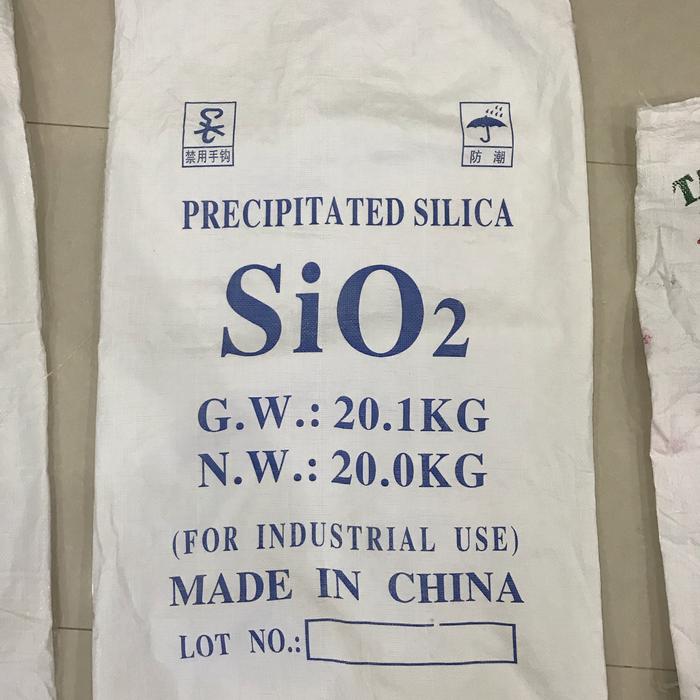 禁用手钩
防潮
PRECIPITATED SILICA
SiO2
G.W.: 20.1KG
N.W.: 20.0KG
(FOR INDUSTRIAL USE)
MADE IN CHINA
LOT NO.: